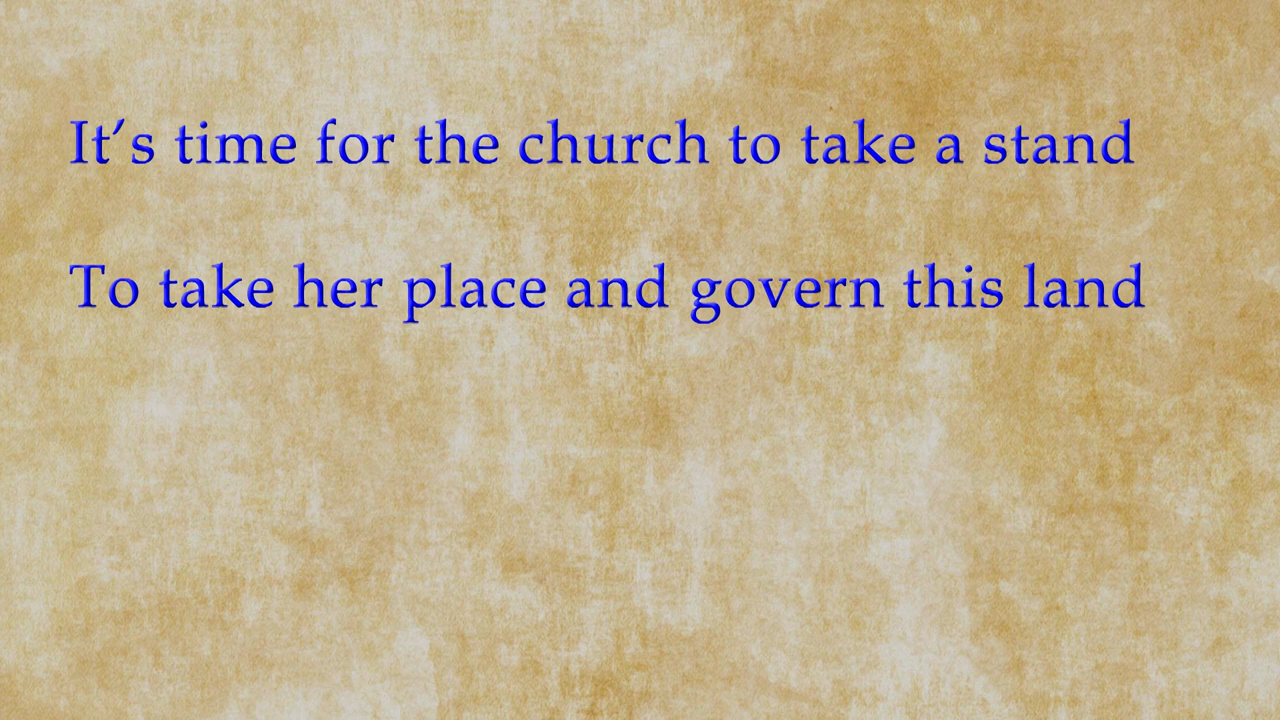 It’s time for the church to take a stand
To take her place and govern this land